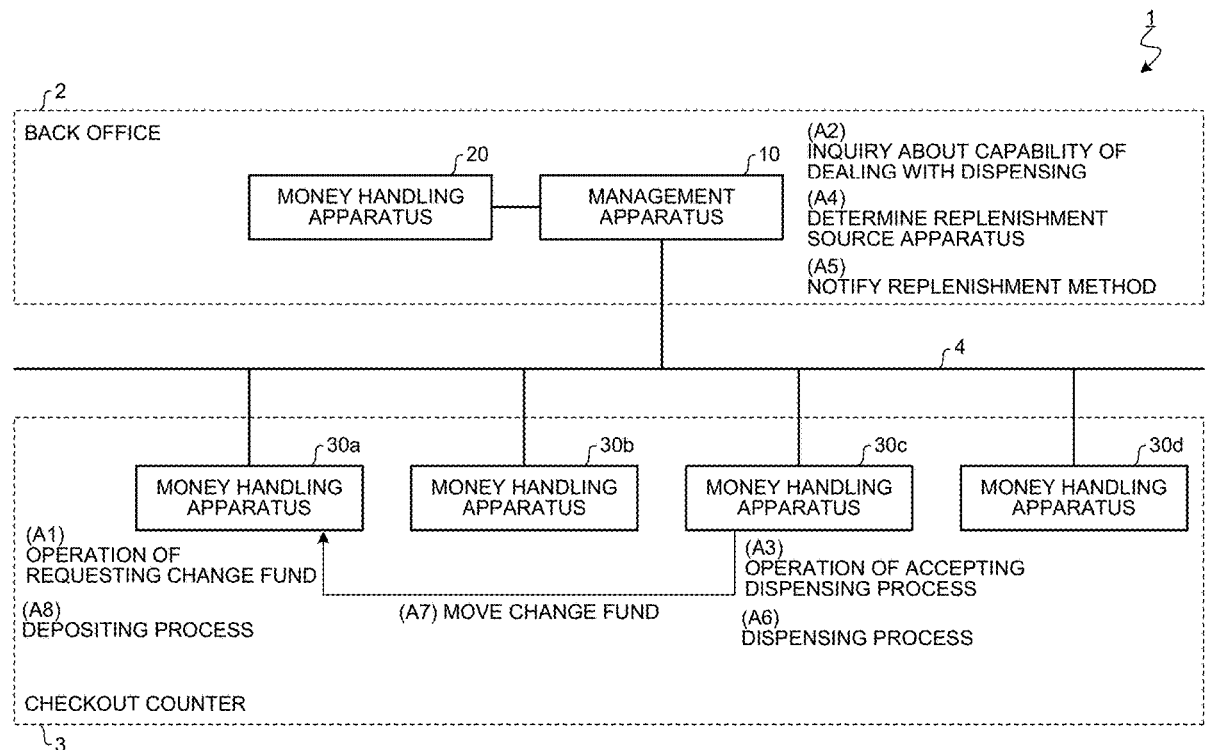 1
2
BACK OFFICE
20
MONEY HANDLING
APPARATUS
10
MANAGEMENT
APPARATUS
(A2)
INQUIRY ABOUT CAPABILITY OF
DEALING WITH DISPENSING
(A4)
DETERMINE REPLENISHMENT
SOURCE APPARATUS
(A5)
NOTIFY REPLENISHMENT METHOD
4
30a
MONEY HANDLING
APPARATUS
30b
MONEY HANDLING
APPARATUS
30c
MONEY HANDLING
APPARATUS
30d
MONEY HANDLING
APPARATUS
(A1)
OPERATION OF
REQUESTING CHANGE FUND
(A8)
DEPOSITING PROCESS
(A7) MOVE CHANGE FUND
(A3)
OPERATION OF ACCEPTING
DISPENSING PROCESS
(A6)
DISPENSING PROCESS
CHECKOUT COUNTER
3